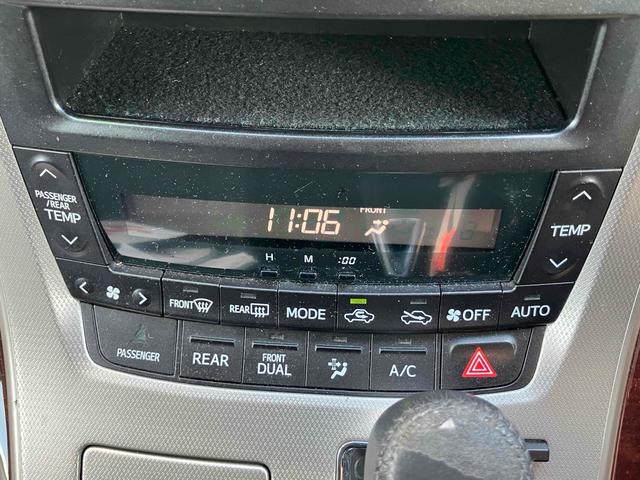 PASSENGER
/REAR
TEMP
11:06
FRONT
TEMP
H M :00
FRONT REAR MODE OFF AUTO
PASSENGER REAR FRONT DUAL A/C